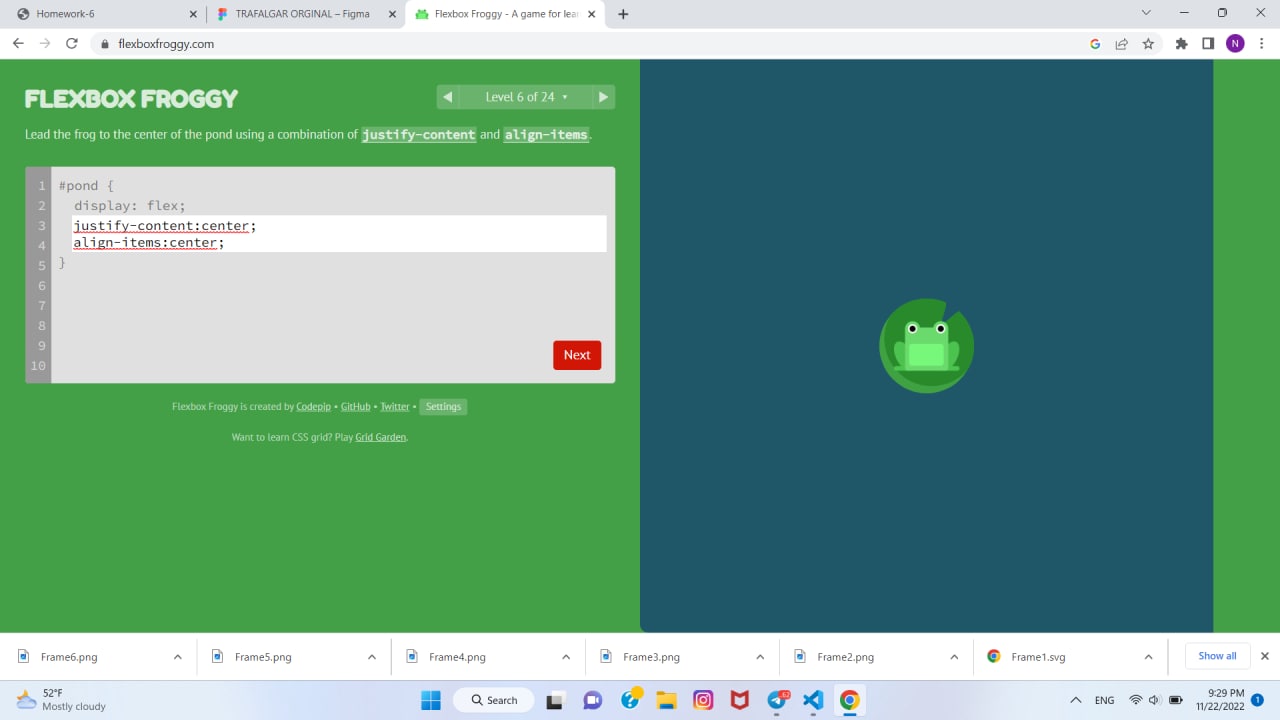 Homework-6
TRAFALGAR ORGINAL – Figma
Flexbox Froggy - A game for lea
flexboxfroggy.com
N
FLEXBOX FROGGY
Level 6 of 24
Lead the frog to the center of the pond using a combination of justify-content and align-items.
1 #pond {
2 display: flex;
3 justify-content:center;
4 align-items:center;
5 }
6
7
8
9
10
Next
Flexbox Froggy is created by Codepip • GitHub • Twitter • Settings
Want to learn CSS grid? Play Grid Garden.
Frame6.png
Frame5.png
Frame4.png
Frame3.png
Frame2.png
Frame1.svg
Show all
52°F
Mostly cloudy
Search
ENG
9:29 PM
11/22/2022
1